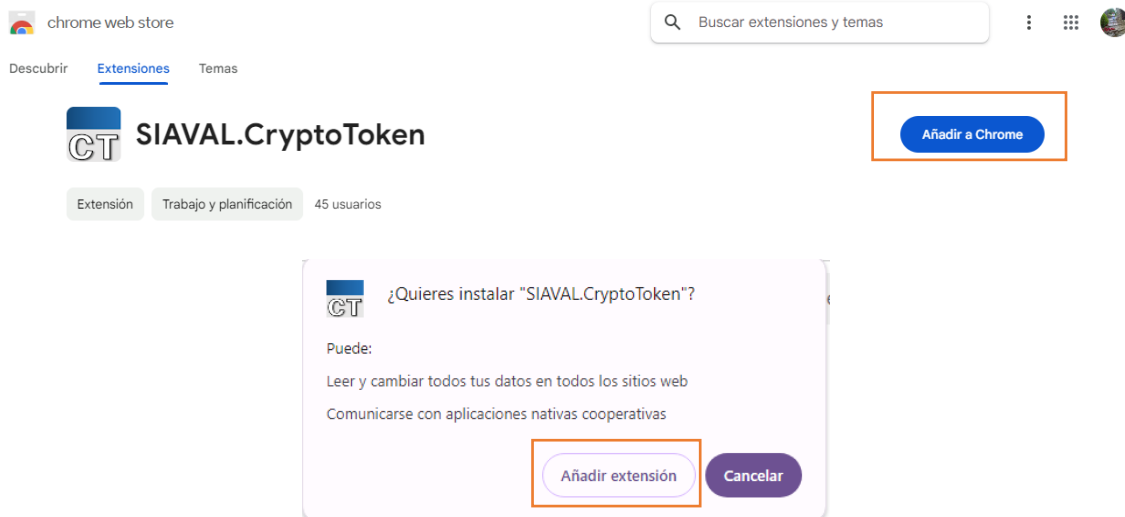 chrome web store
Buscar extensiones y temas
Descubrir Extensiones Temas
CT SIAVAL.CryptoToken
Añadir a Chrome
Extensión Trabajo y planificación 45 usuarios
CT ¿Quieres instalar "SIAVAL.CryptoToken"?
Puede:
Leer y cambiar todos tus datos en todos los sitios web
Comunicarse con aplicaciones nativas cooperativas
Añadir extensión Cancelar